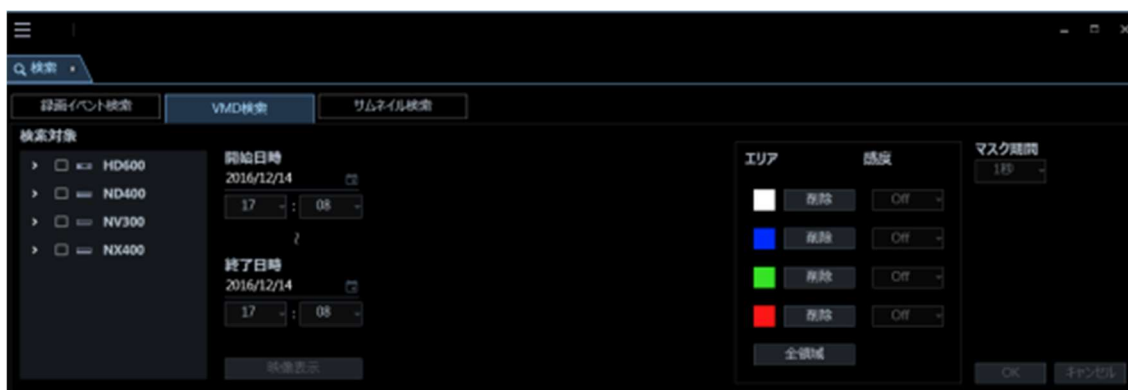 検索
録画イベント検索 VMD検索 サムネイル検索
検索対象
HD600
ND400
NV300
NX400
開始日時
2016/12/14
17 : 08
~
終了日時
2016/12/14
17 : 08
映像表示
エリア 感度
削除 Off
削除 Off
削除 Off
削除 Off
全領域
マスク期間
1秒
OK キャンセル